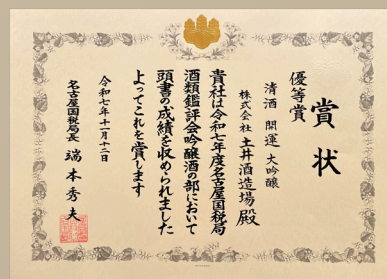 賞状
優等賞
清酒 開運 大吟醸
株式会社 土井酒造場殿
貴社は令和七年度名古屋国税局
酒類鑑評会吟醸酒の部において
頭書の成績を収められました
よってこれを賞します
令和七年十一月十二日
名古屋国税局長 端本秀夫